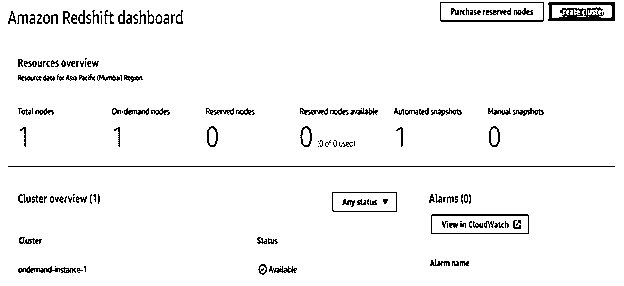 Amazon Redshift dashboard
Purchase reserved nodes
Create cluster
Resources overview
Resource data for Asia Pacific (Mumbai) Region.
Total nodes
1
On-demand nodes
1
Reserved nodes
0
Reserved nodes available
0 (0 of 0 used)
Automated snapshots
1
Manual snapshots
0
Cluster overview (1)
Any status
Alarms (0)
View in CloudWatch
Cluster
Status
Alarm name
ondemand-instance-1
Available